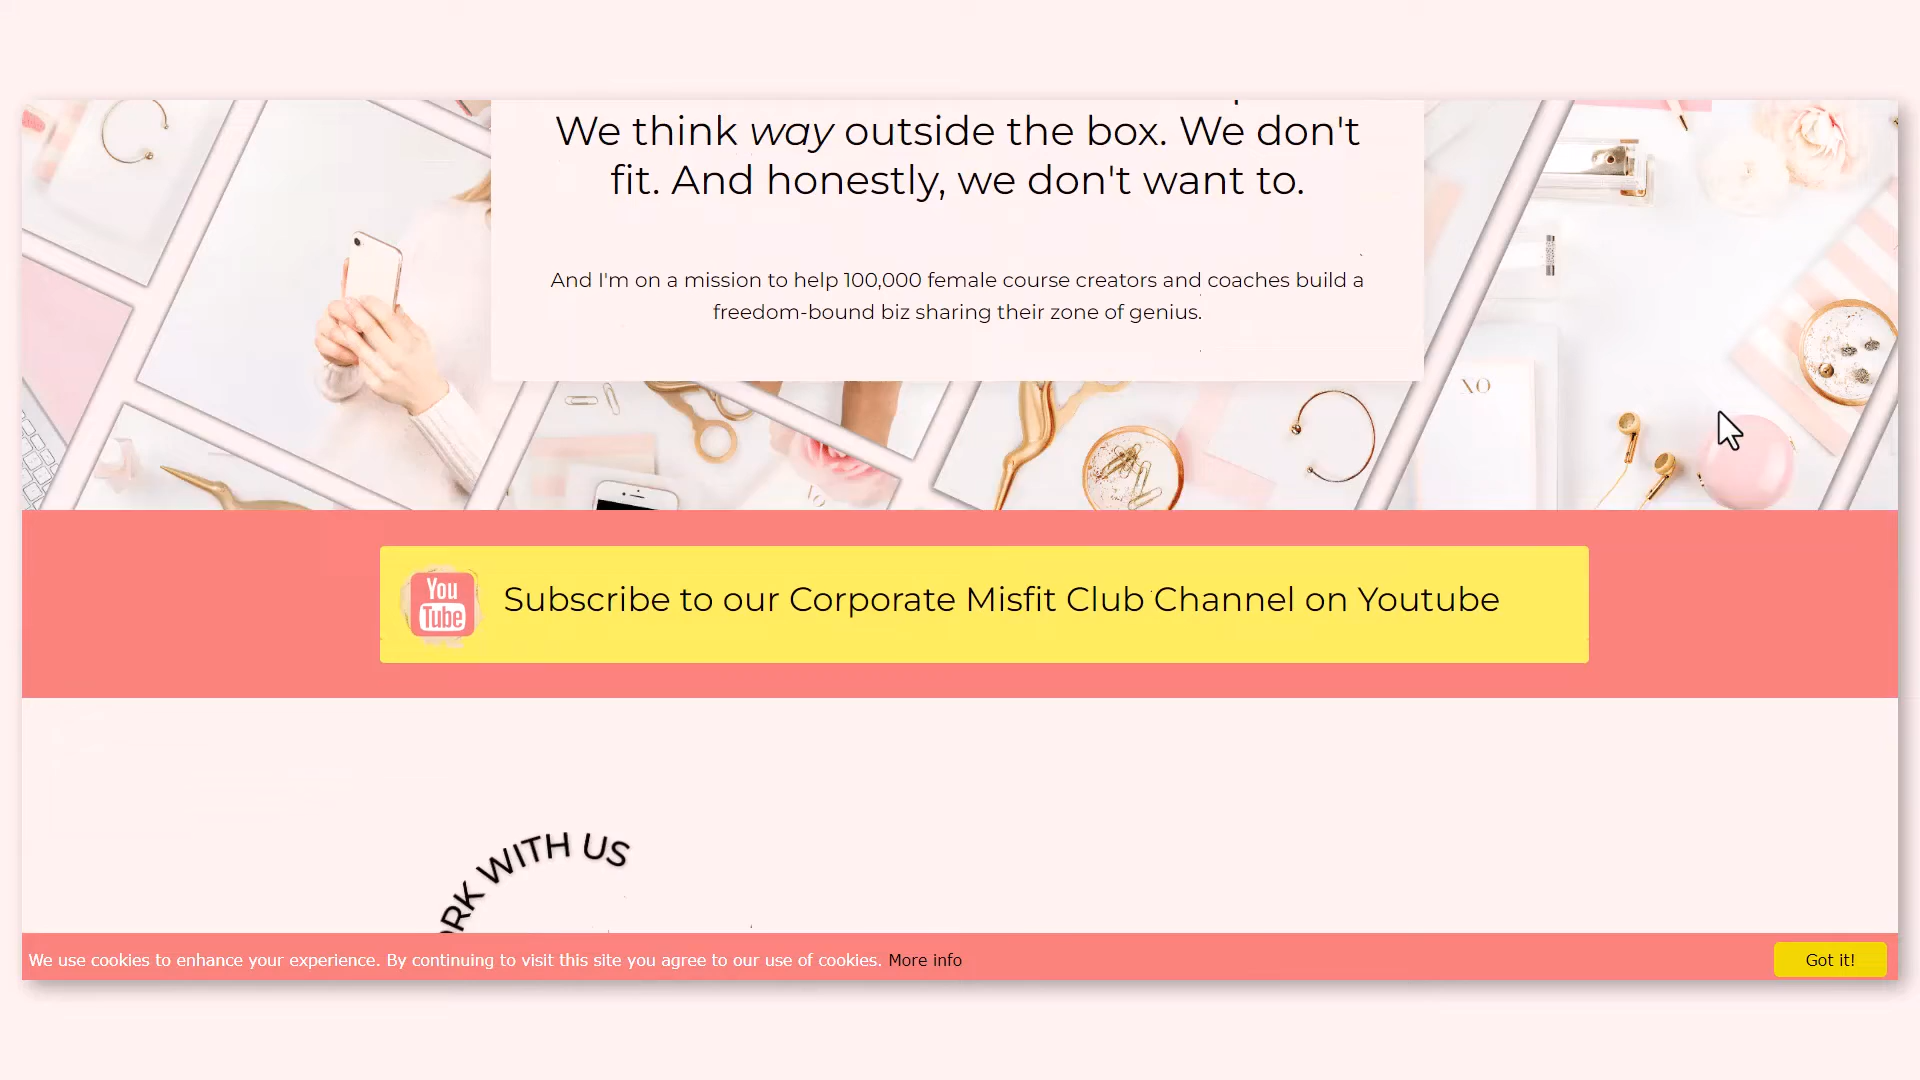 We think way outside the box. We don't
fit. And honestly, we don't want to.
And I'm on a mission to help 100,000 female course creators and coaches build a
freedom-bound biz sharing their zone of genius.
XO
XO
You
Tube
Subscribe to our Corporate Misfit Club Channel on Youtube
ORK WITH US
We use cookies to enhance your experience. By continuing to visit this site you agree to our use of cookies. More info
Got it!